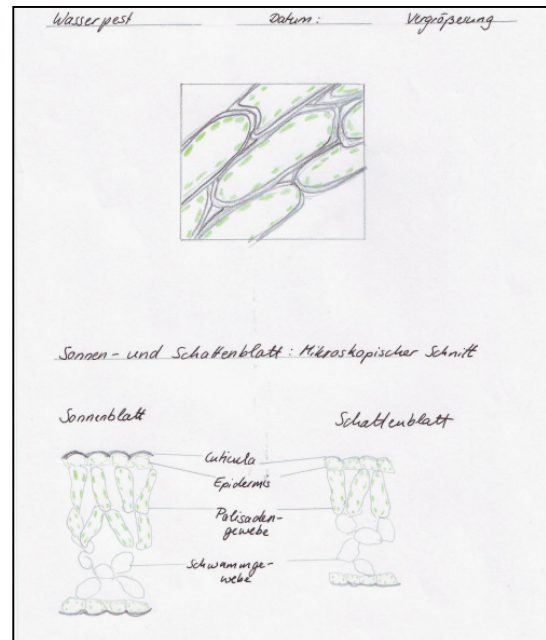 Wasserpest Datum: Vergrößerung
Sonnen- und Schattenblatt: Mikroskopischer Schnitt
Sonnenblatt
Schattenblatt
Cuticula
Epidermis
Palisaden-
gewebe
Schwammge-
webe